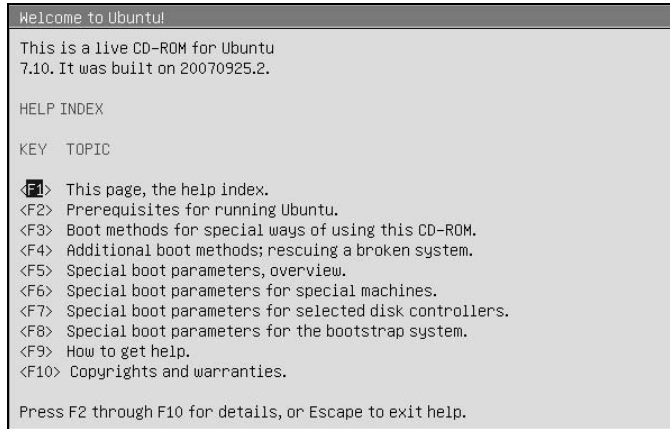 Welcome to Ubuntu!
This is a live CD-ROM for Ubuntu
7.10. It was built on 20070925.2.
HELP INDEX
KEY TOPIC
<F1> This page, the help index.
<F2> Prerequisites for running Ubuntu.
<F3> Boot methods for special ways of using this CD-ROM.
<F4> Additional boot methods; rescuing a broken system.
<F5> Special boot parameters, overview.
<F6> Special boot parameters for special machines.
<F7> Special boot parameters for selected disk controllers.
<F8> Special boot parameters for the bootstrap system.
<F9> How to get help.
<F10> Copyrights and warranties.
Press F2 through F10 for details, or Escape to exit help.